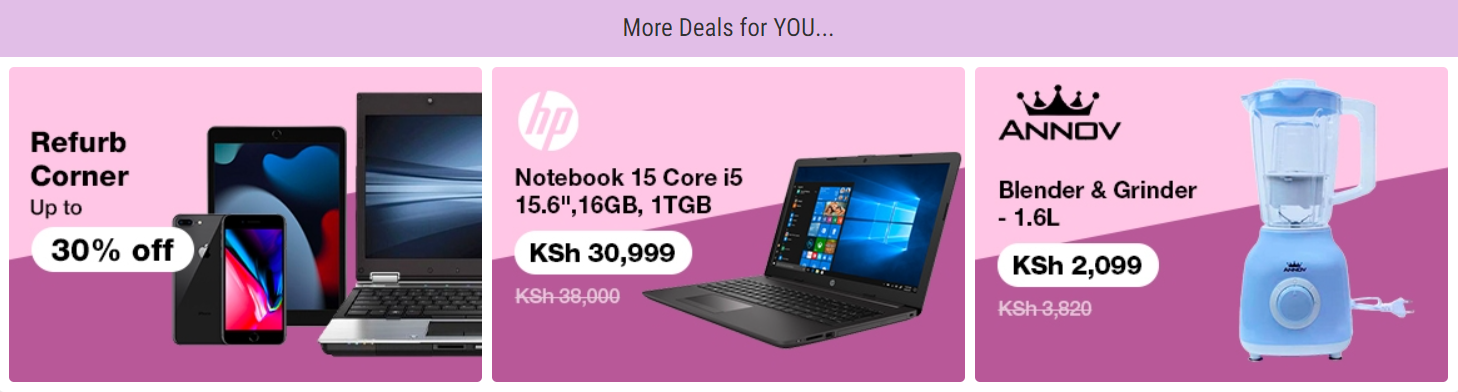 More Deals for YOU...
Refurb
Corner
Up to
30% off
hp
Notebook 15 Core i5
15.6",16GB, 1TGB
KSh 30,999
KSh 38,000
ANNOV
Blender & Grinder
- 1.6L
KSh 2,099
KSh 3,820
ANNOV